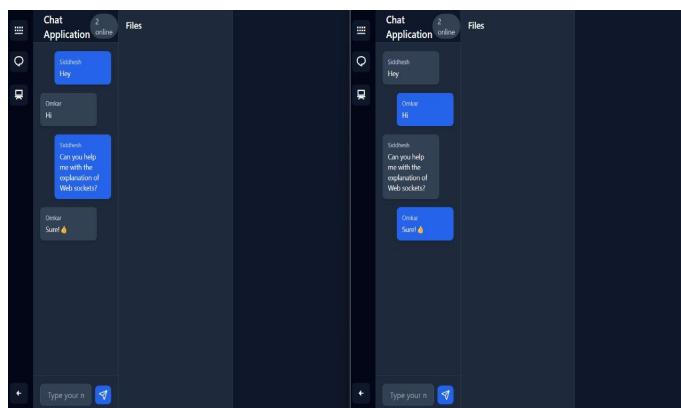 Chat
Application
2
online
Files
Siddhesh
Hey
Omkar
Hi
Siddhesh
Can you help
me with the
explanation of
Web sockets?
Omkar
Sure!👍
Type your n
Chat
Application
2
online
Files
Siddhesh
Hey
Omkar
Hi
Siddhesh
Can you help
me with the
explanation of
Web sockets?
Omkar
Sure!👍
Type your n